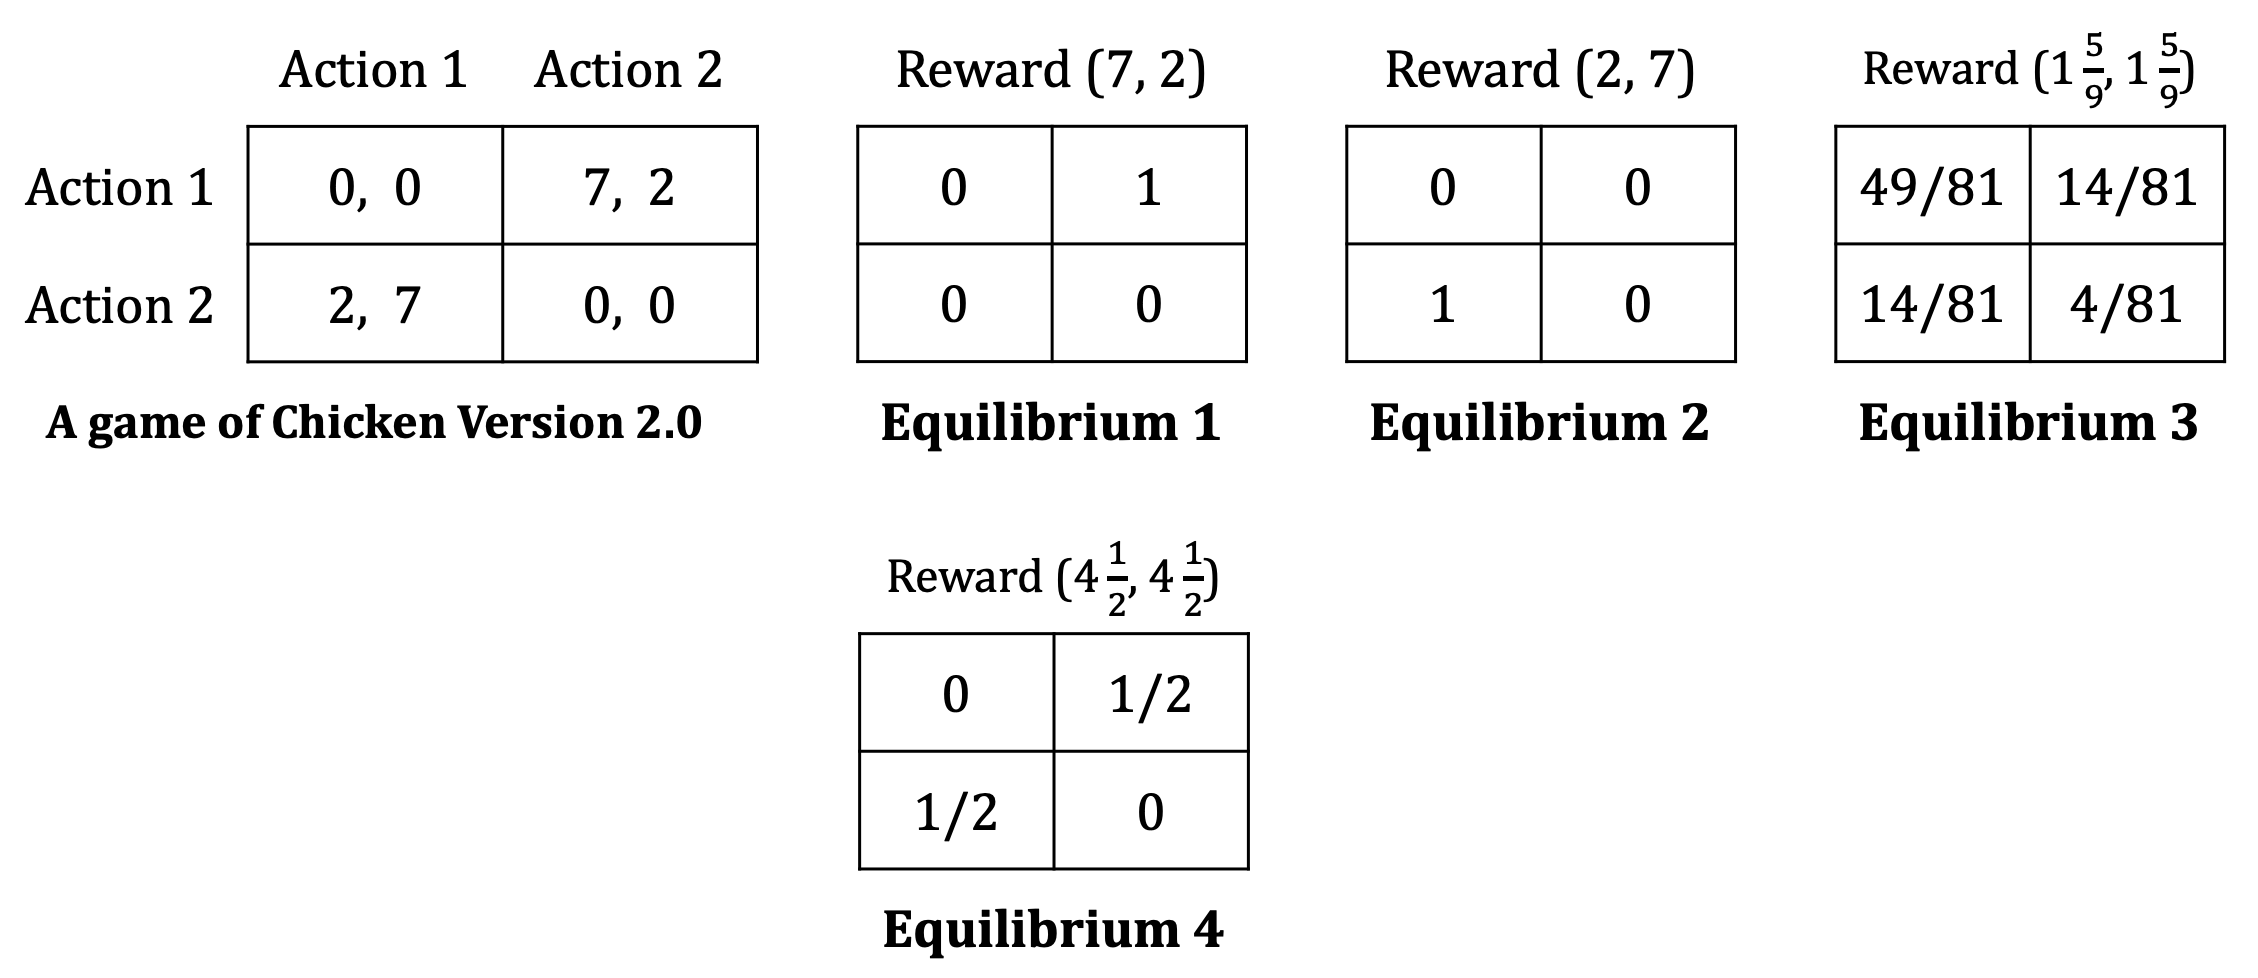 Action 1 Action 2 Reward (7, 2) Reward (2, 7) Reward (1 5/9, 1 5/9)
Action 1 0, 0 7, 2 0 1 0 0 49/81 14/81
Action 2 2, 7 0, 0 0 0 1 0 14/81 4/81
A game of Chicken Version 2.0 Equilibrium 1 Equilibrium 2 Equilibrium 3
Reward (4 1/2, 4 1/2)
0 1/2
1/2 0
Equilibrium 4